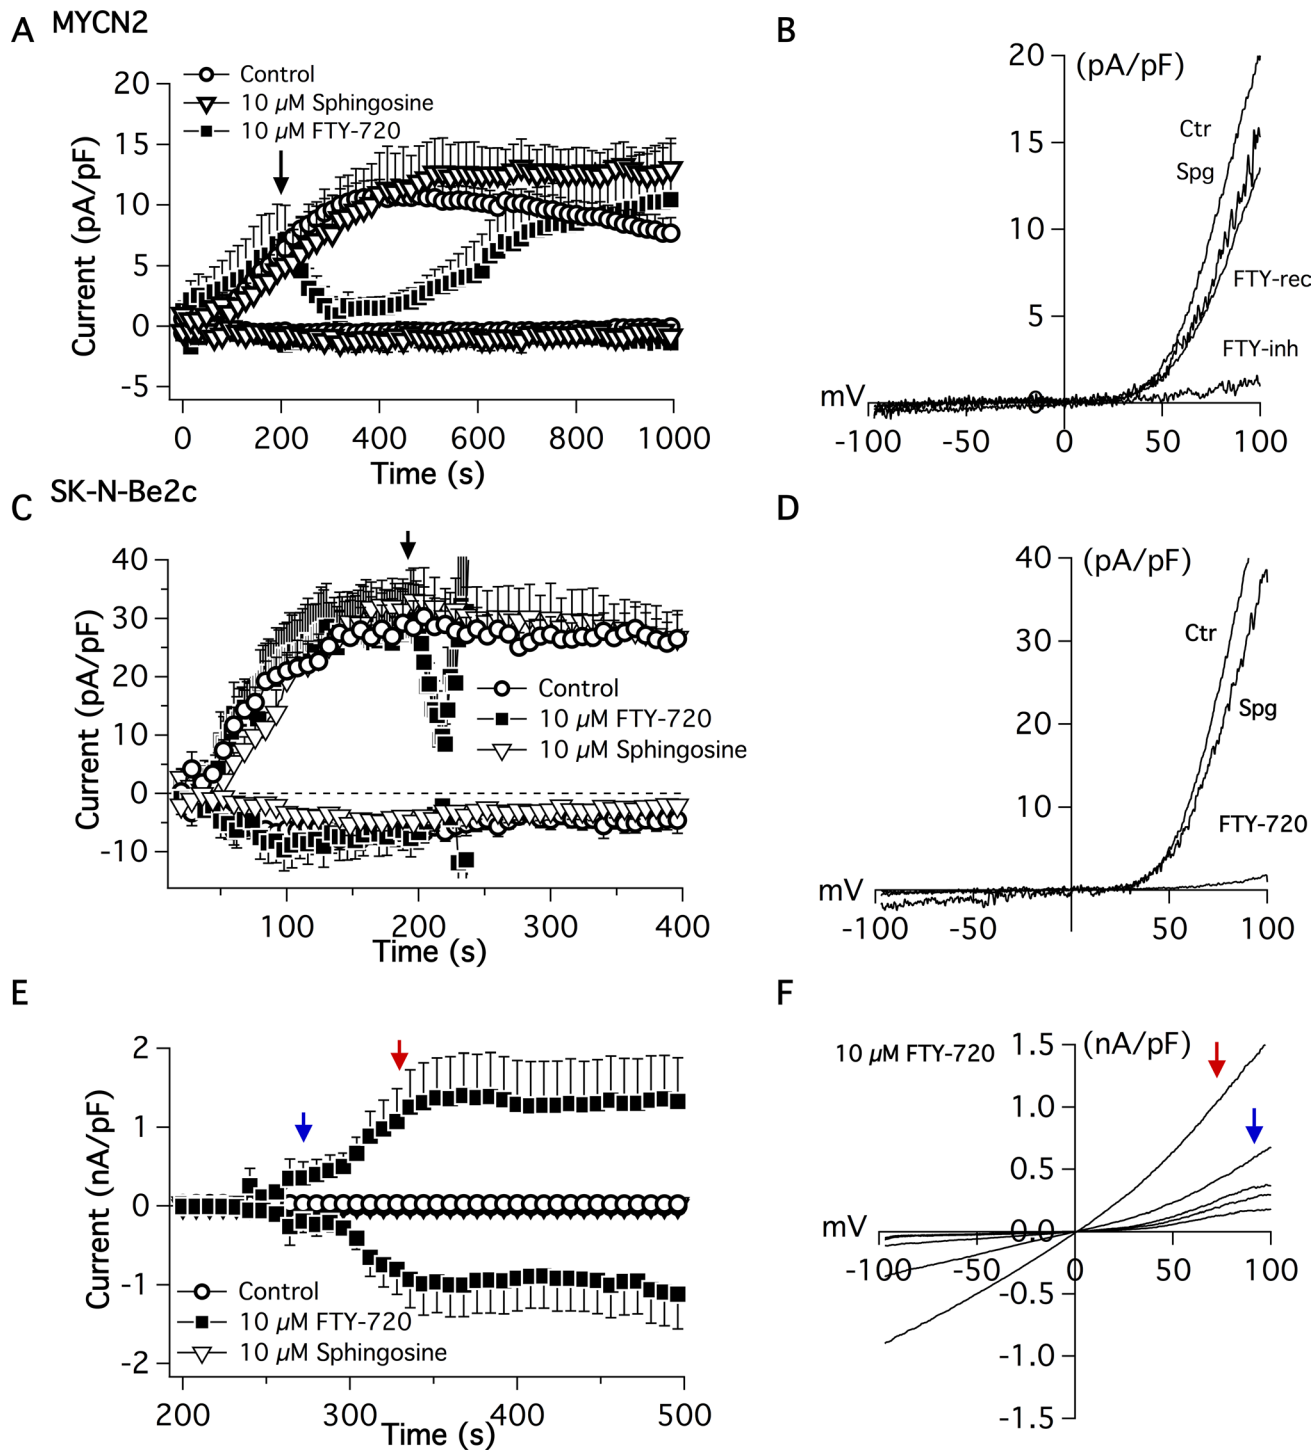 A MYCN2
Control
10 µM Sphingosine
10 µM FTY-720
20
15
10
5
0
-5
Current (pA/pF)
0 200 400 600 800 1000
Time (s)
B
20 (pA/pF)
Ctr
15
Spg
10
FTY-rec
5
FTY-inh
mV
-100 -50 0 50 100
C SK-N-Be2c
40
30
20
10
0
-10
Current (pA/pF)
Control
10 µM FTY-720
10 µM Sphingosine
100 200 300 400
Time (s)
D
40 (pA/pF)
Ctr
30
Spg
20
10
FTY-720
mV
-100 -50 50 100
E
2
1
0
-1
-2
Current (nA/pF)
Control
10 µM FTY-720
10 µM Sphingosine
200 300 400 500
Time (s)
F
10 µM FTY-720
1.5 (nA/pF)
1.0
0.5
mV
0.0
-100 -50 0 50 100
-0.5
-1.0
-1.5